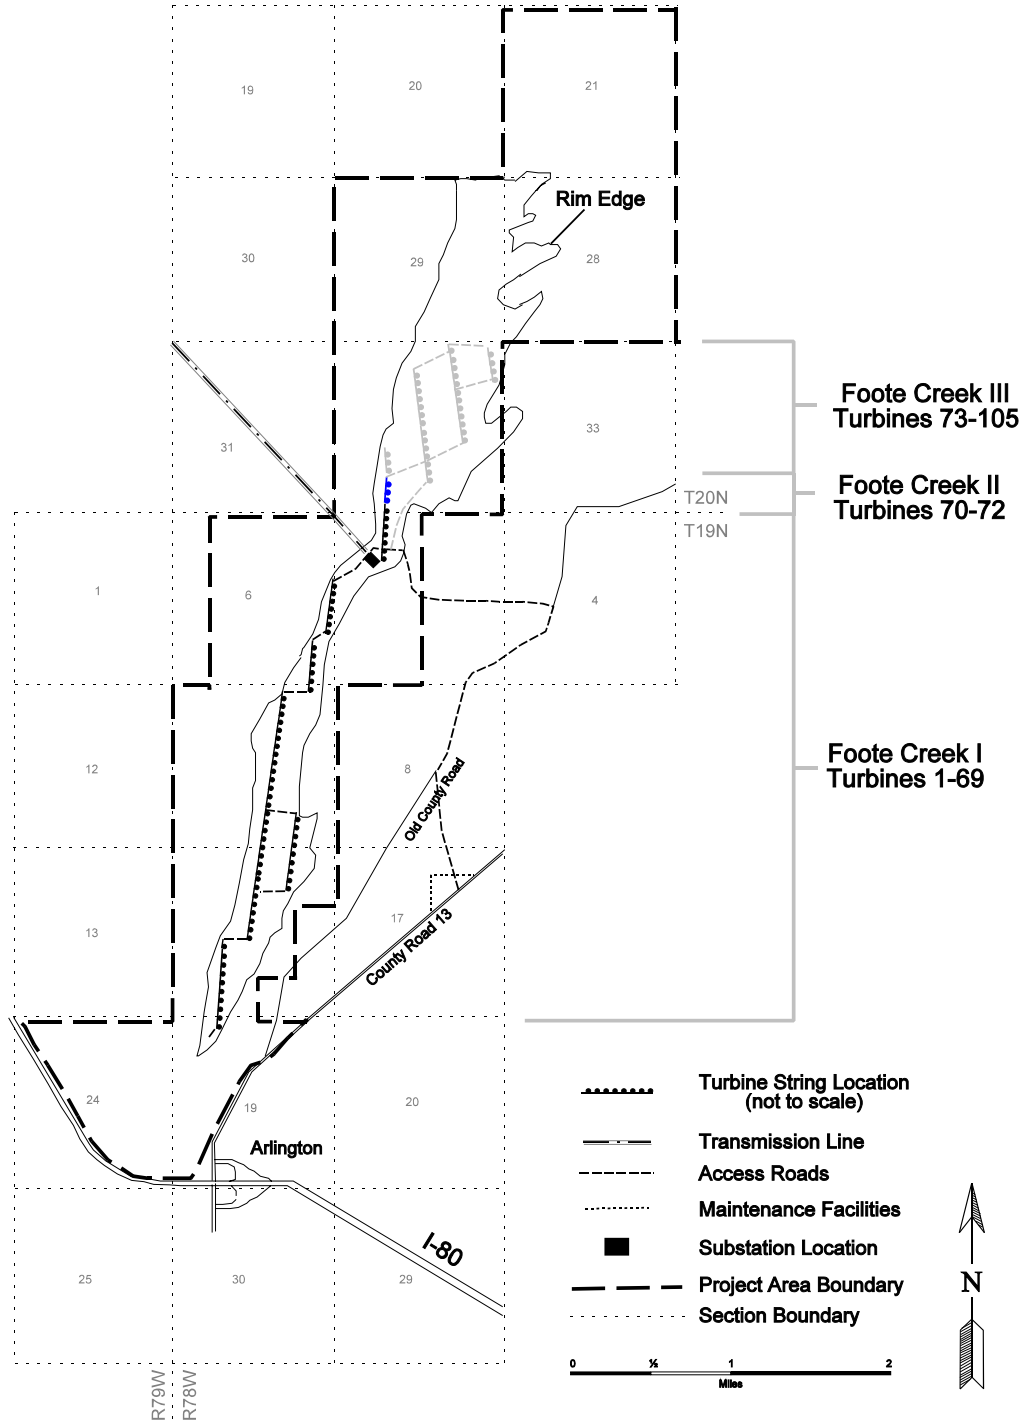 19
20
21
Rim Edge
30
29
28
31
33
Foote Creek III
Turbines 73-105
Foote Creek II
Turbines 70-72
T20N
T19N
1
6
4
12
8
Foote Creek I
Turbines 1-69
Old County Road
13
17
County Road 13
24
19
20
Arlington
I-80
25
30
29
R79W
R78W
Turbine String Location
(not to scale)
Transmission Line
Access Roads
Maintenance Facilities
Substation Location
Project Area Boundary
Section Boundary
N
0 ½ 1 2
Miles